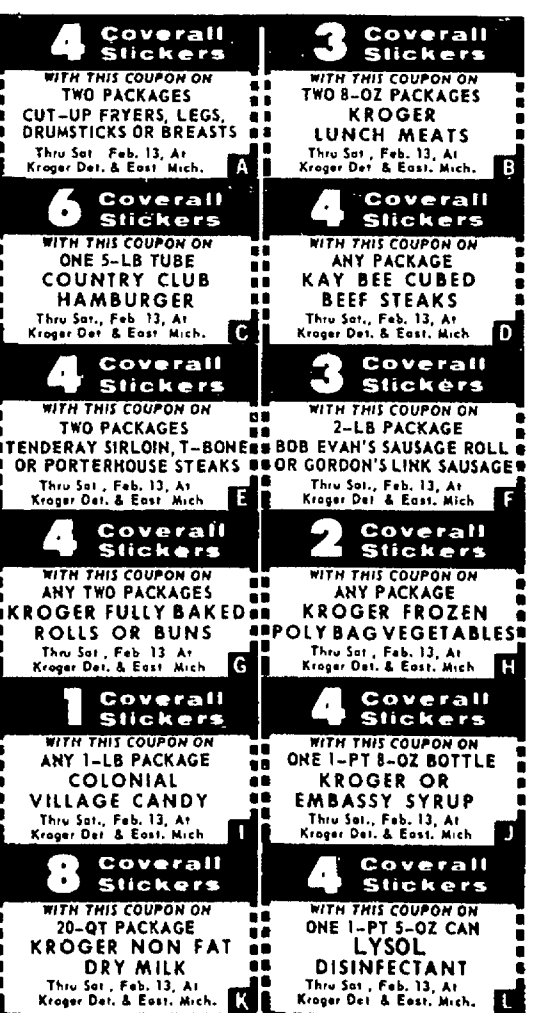 4 Coverall
Stickers
WITH THIS COUPON ON
TWO PACKAGES
CUT-UP FRYERS, LEGS,
DRUMSTICKS OR BREASTS
Thru Sat., Feb. 13, At
Kroger Det. & East. Mich.
A
3 Coverall
Stickers
WITH THIS COUPON ON
TWO 8-OZ PACKAGES
KROGER
LUNCH MEATS
Thru Sat., Feb. 13, At
Kroger Det. & East. Mich.
B
6 Coverall
Stickers
WITH THIS COUPON ON
ONE 5-LB TUBE
COUNTRY CLUB
HAMBURGER
Thru Sat., Feb. 13, At
Kroger Det & East. Mich.
C
4 Coverall
Stickers
WITH THIS COUPON ON
ANY PACKAGE
KAY BEE CUBED
BEEF STEAKS
Thru Sat., Feb. 13, At
Kroger Det. & East. Mich.
D
4 Coverall
Stickers
WITH THIS COUPON ON
TWO PACKAGES
TENDERAY SIRLOIN, T-BONE
OR PORTERHOUSE STEAKS
Thru Sat., Feb. 13, At
Kroger Det. & East Mich
E
3 Coverall
Stickers
WITH THIS COUPON ON
2-LB PACKAGE
BOB EVAN'S SAUSAGE ROLL
OR GORDON'S LINK SAUSAGE
Thru Sat., Feb. 13, At
Kroger Det & East. Mich.
F
4 Coverall
Stickers
WITH THIS COUPON ON
ANY TWO PACKAGES
KROGER FULLY BAKED
ROLLS OR BUNS
Thru Sat., Feb. 13 At
Kroger Det. & East. Mich
G
2 Coverall
Stickers
WITH THIS COUPON ON
ANY PACKAGE
KROGER FROZEN
POLY BAG VEGETABLES
Thru Sat., Feb. 13, At
Kroger Det. & East. Mich
H
1 Coverall
Stickers
WITH THIS COUPON ON
ANY 1-LB PACKAGE
COLONIAL
VILLAGE CANDY
Thru Sat., Feb. 13, At
Kroger Det & East. Mich
I
4 Coverall
Stickers
WITH THIS COUPON ON
ONE 1-PT 8-OZ BOTTLE
KROGER OR
EMBASSY SYRUP
Thru Sat., Feb. 13, At
Kroger Det. & East. Mich
J
8 Coverall
Stickers
WITH THIS COUPON ON
20-QT PACKAGE
KROGER NON FAT
DRY MILK
Thru Sat., Feb. 13, At
Kroger Det. & East. Mich.
K
4 Coverall
Stickers
WITH THIS COUPON ON
ONE 1-PT 5-OZ CAN
LYSOL
DISINFECTANT
Thru Sat., Feb. 13, At
Kroger Det & East. Mich.
L